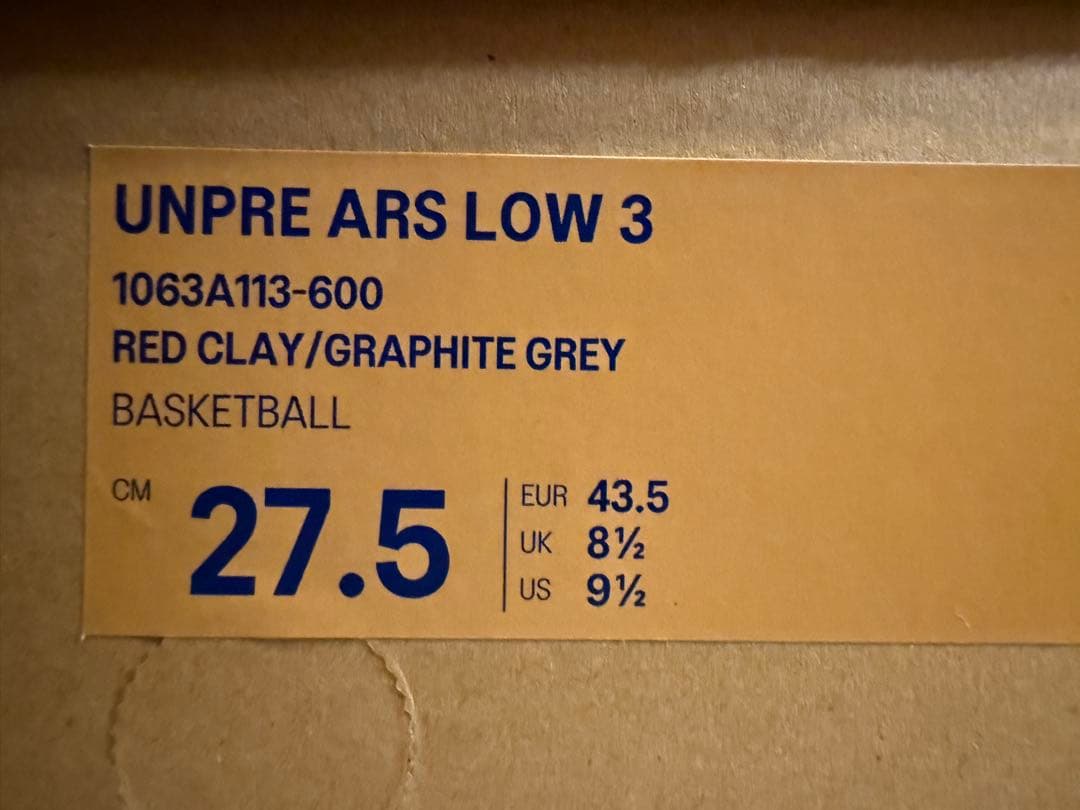 UNPRE ARS LOW 3
1063A113-600
RED CLAY/GRAPHITE GREY
BASKETBALL
CM 27.5
EUR 43.5
UK 8½
US 9½